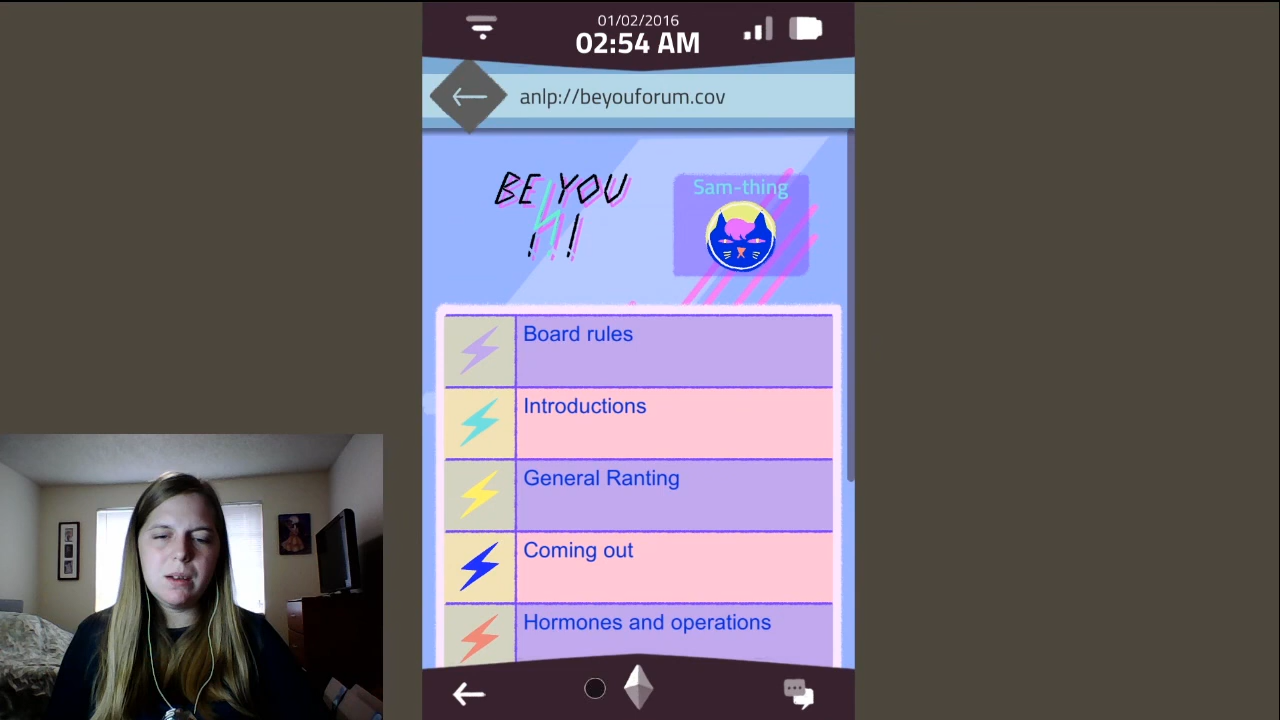 01/02/2016
02:54 AM
anlp://beyouforum.cov
BE YOU
!!
Sam-thing
Board rules
Introductions
General Ranting
Coming out
Hormones and operations